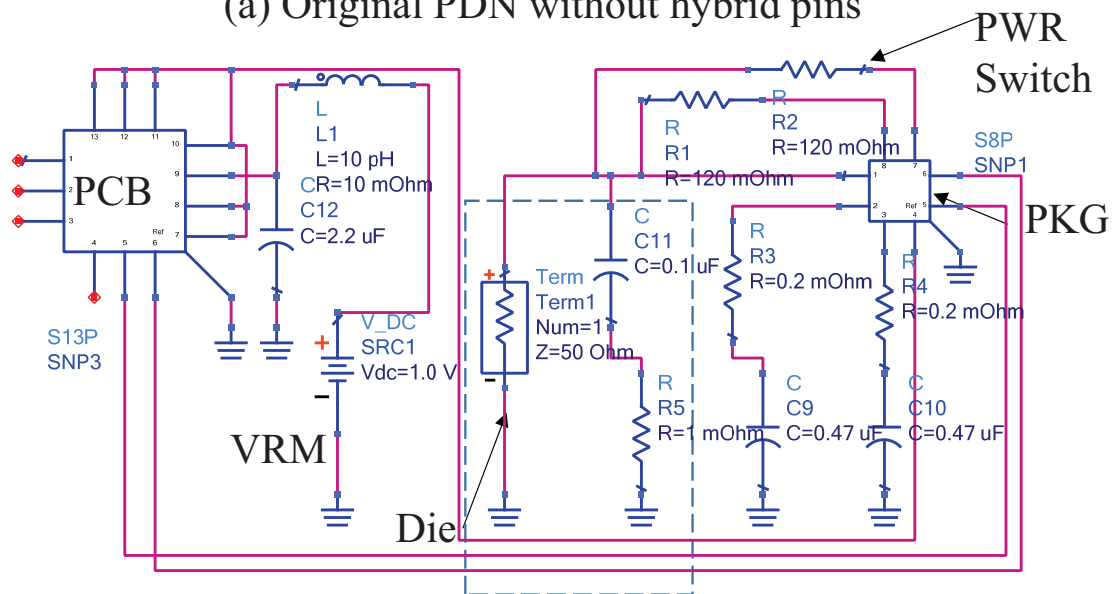 (a) Original PDN without hybrid pins
PWR
Switch
13 12 11
10
9
8
7
1
2
3
4 5 6
Ref
PCB
S13P
SNP3
L
L1
L=10 pH
R=10 mOhm
C
C12
C=2.2 uF
+
V_DC
SRC1
Vdc=1.0 V
−
VRM
R
R2
R=120 mOhm
R
R1
R=120 mOhm
S8P
SNP1
8 7
1
2
6
5
Ref
3 4
PKG
+
Term
Term1
Num=1
Z=50 Ohm
-
C
C11
C=0.1 uF
R
R5
R=1 mOhm
R
R3
R=0.2 mOhm
R
R4
R=0.2 mOhm
C
C9
C=0.47 uF
C
C10
C=0.47 uF
Die